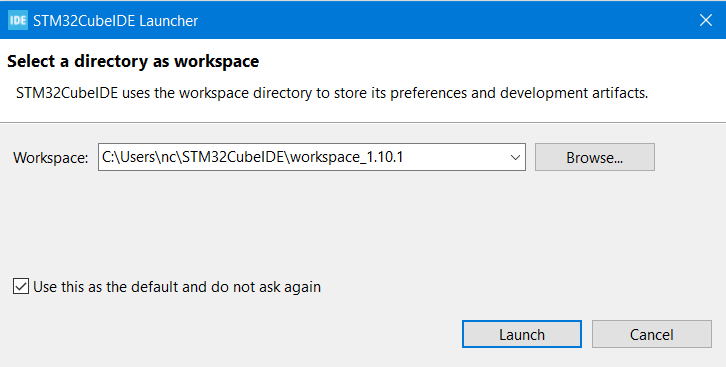 IDE STM32CubeIDE Launcher
Select a directory as workspace
STM32CubeIDE uses the workspace directory to store its preferences and development artifacts.
Workspace: C:\Users\nc\STM32CubeIDE\workspace_1.10.1 Browse...
Use this as the default and do not ask again
Launch Cancel